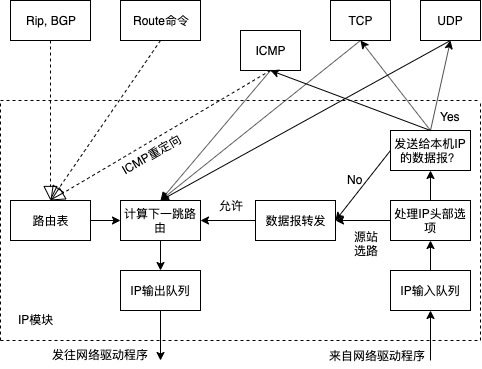 Rip, BGP
Route命令
TCP
UDP
ICMP
Yes
发送给本机IP
的数据报?
ICMP重定向
No
路由表
计算下一跳路
由
允许
数据报转发
源站
选路
处理IP头部选
项
IP输出队列
IP输入队列
IP模块
发往网络驱动程序
来自网络驱动程序